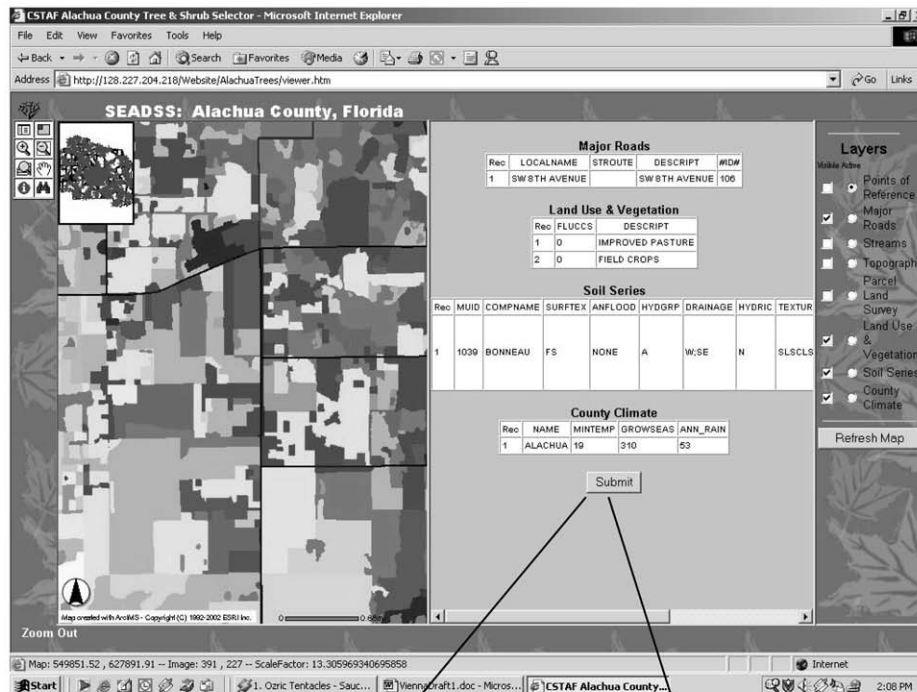 CSTAF Alachua County Tree & Shrub Selector - Microsoft Internet Explorer
File Edit View Favorites Tools Help
Back Search Favorites Media
Address http://128.227.204.218/Website/AlachuaTrees/viewer.htm Go Links
SEADSS: Alachua County, Florida
Major Roads
Rec LOCALNAME STROUTE DESCRIPT #ID#
1 SW 8TH AVENUE SW 8TH AVENUE 106
Land Use & Vegetation
Rec FLUCCS DESCRIPT
1 0 IMPROVED PASTURE
2 0 FIELD CROPS
Soil Series
Rec MUID COMPNAME SURFTEX ANFLOOD HYDGRP DRAINAGE HYDRIC TEXTUR
1 1039 BONNEAU FS NONE A W;SE N SLSCLS
County Climate
Rec NAME MINTEMP GROWSEAS ANN_RAIN
1 ALACHUA 19 310 53
Submit
Layers
Visible Active
Points of
Reference
Major
Roads
Streams
Topograph
Parcel
Land
Survey
Land Use
&
Vegetation
Soil Series
County
Climate
Refresh Map
Map created with ArcIMS - Copyright (C) 1992-2002 ESRI Inc.
Zoom Out
Map: 549851.52 , 627891.91 -- Image: 391 , 227 -- ScaleFactor: 13.305969340695858 Internet
Start 1. Ozric Tentacles - Sauc... ViennaDraft1.doc - Micros... CSTAF Alachua County... 2:08 PM